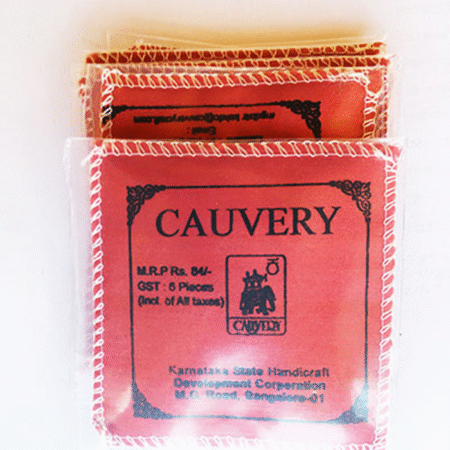 Email :
CAUVERY
M.R.P Rs. 84/-
GST : 6 Pieces
(Incl. of All taxes)
CAUVERY
Karnataka State Handicraft
Development Corporation
M.G. Road, Bangalore-01